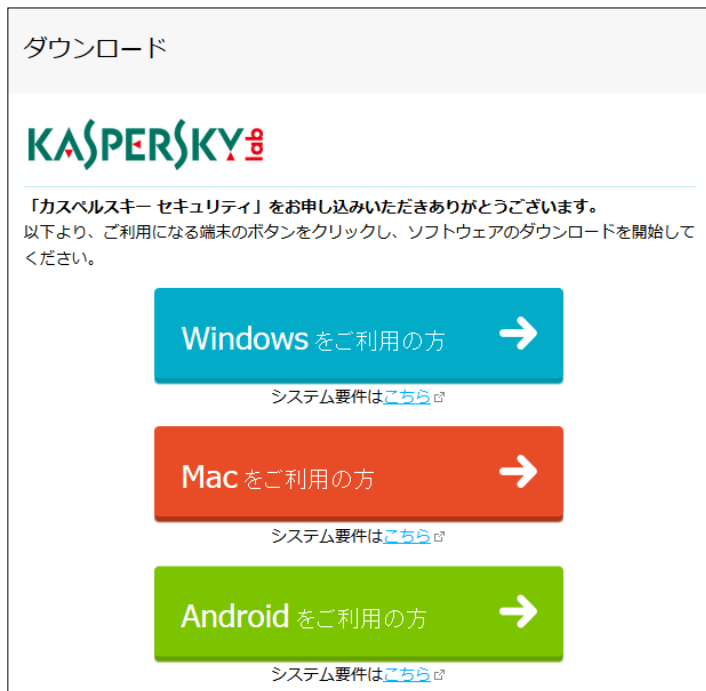 ダウンロード
KASPERSKY lab
「カスペルスキー セキュリティ」をお申し込みいただきありがとうございます。
以下より、ご利用になる端末のボタンをクリックし、ソフトウェアのダウンロードを開始して
ください。
Windows をご利用の方
システム要件はこちら
Mac をご利用の方
システム要件はこちら
Android をご利用の方
システム要件はこちら